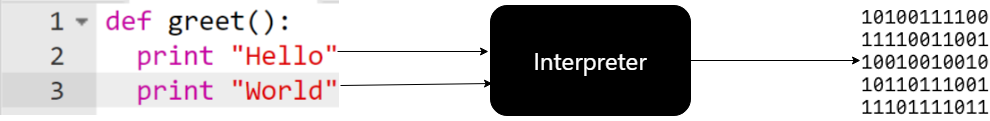 1 def greet():
2 print "Hello"
3 print "World"
Interpreter
10100111100
11110011001
10010010010
10110111001
11101111011